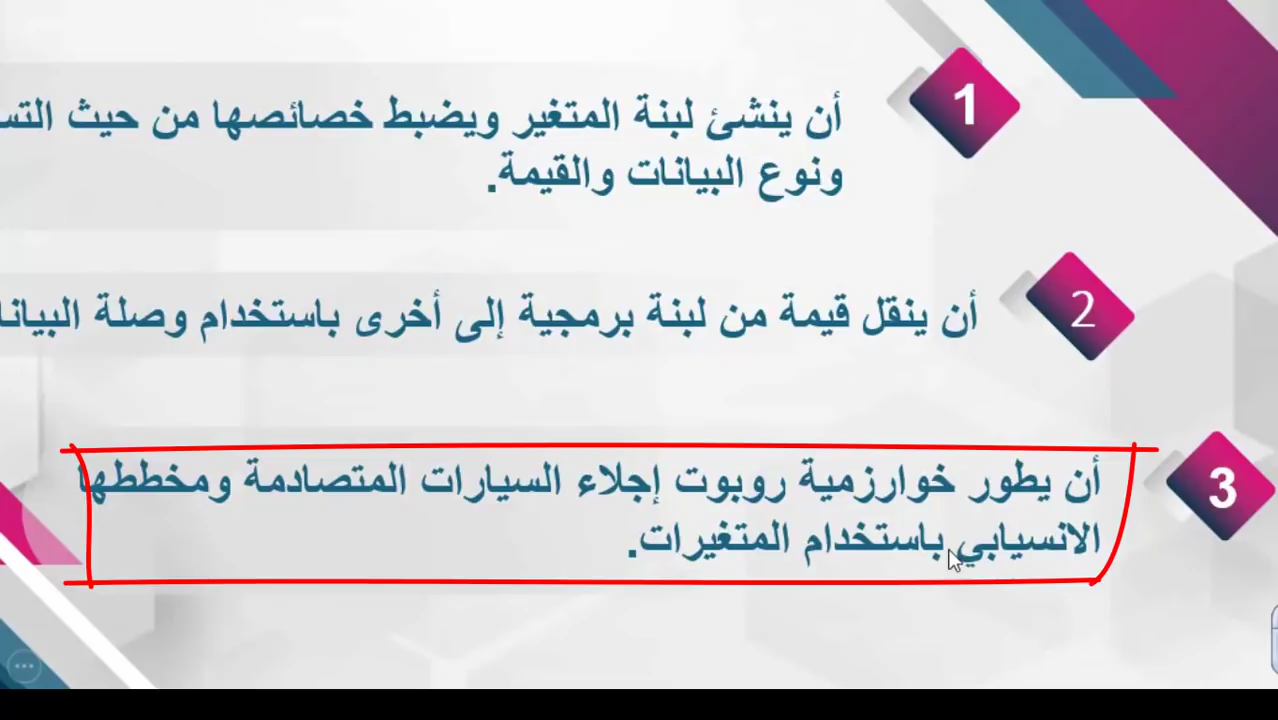 1
أن ينشئ لبنة المتغير ويضبط خصائصها من حيث
ونوع البيانات والقيمة.
2
أن ينقل قيمة من لبنة برمجية إلى أخرى باستخدام وصلة
3
أن يطور خوارزمية روبوت إجلاء السيارات المتصادمة ومخططها
الانسيابي باستخدام المتغيرات.